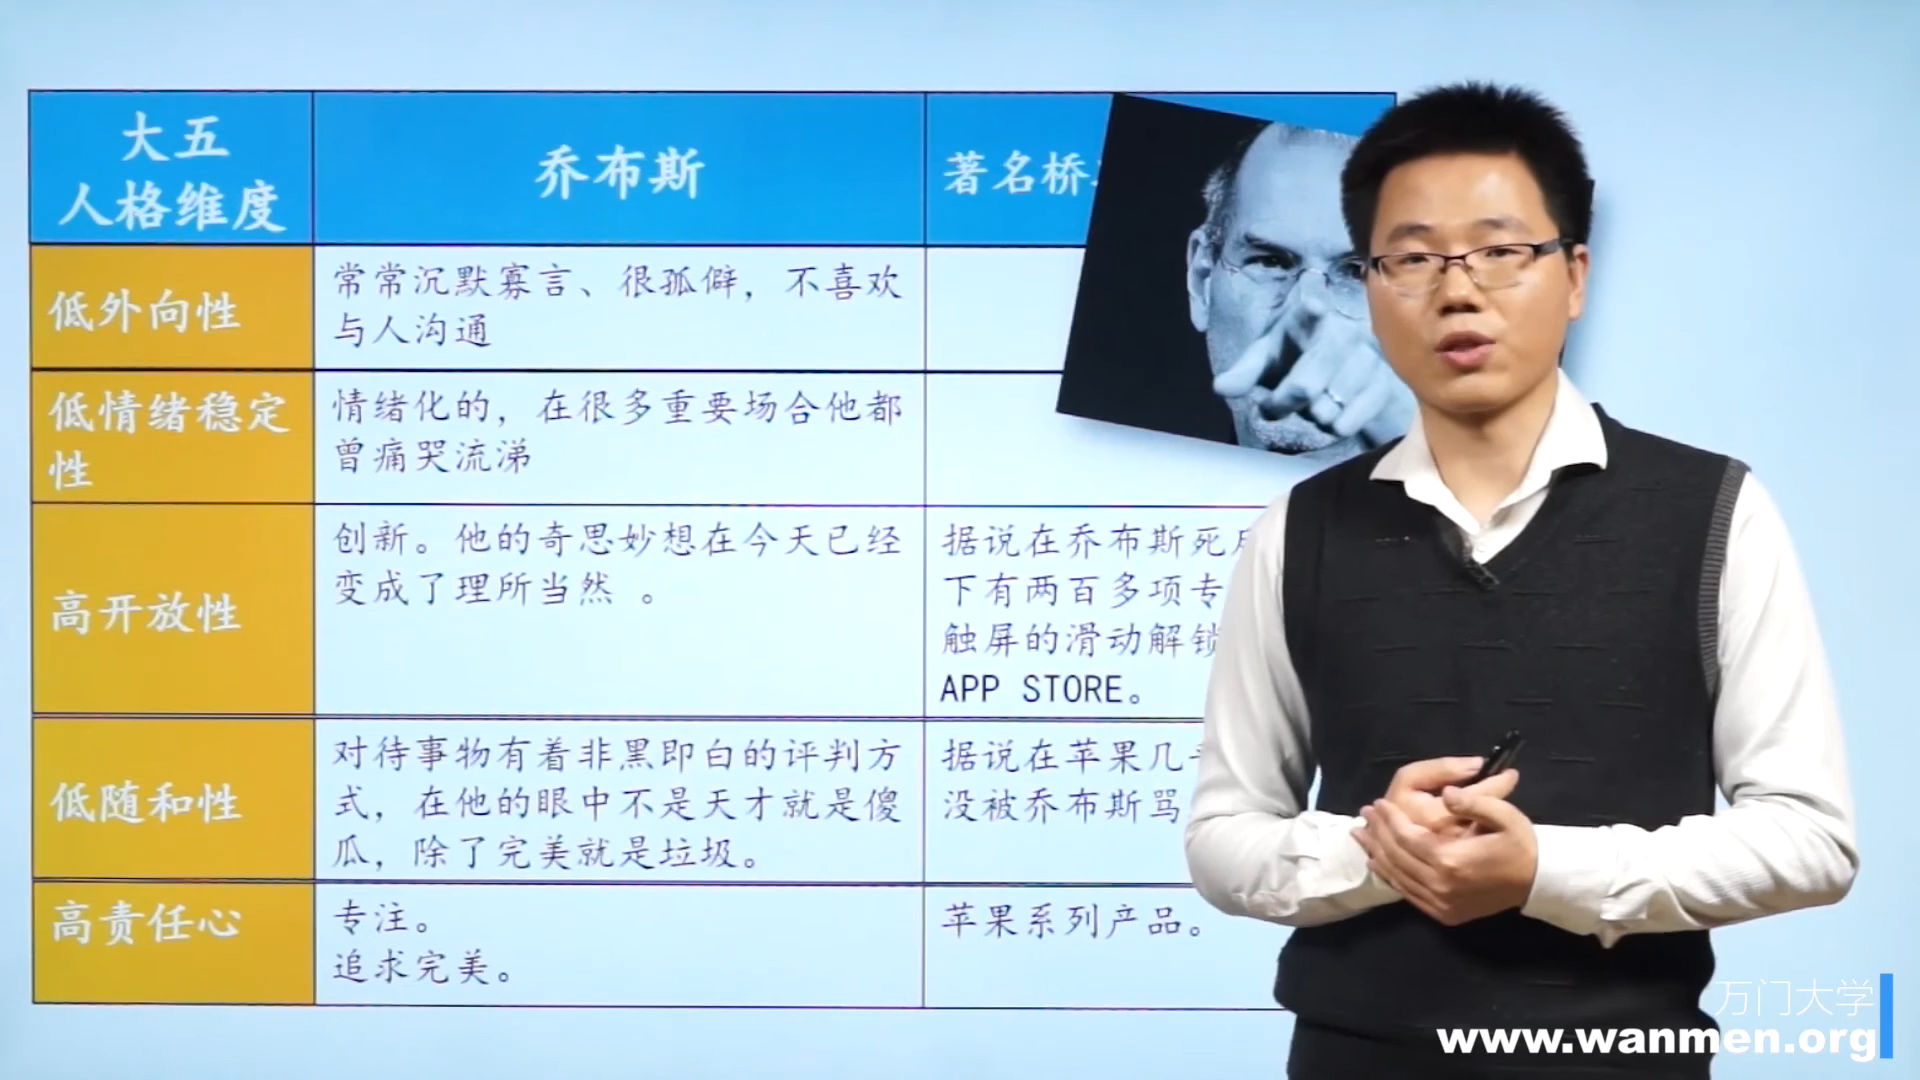 大五
人格维度
乔布斯
著名桥
低外向性
常常沉默寡言、很孤僻，不喜欢
与人沟通
低情绪稳定
性
情绪化的，在很多重要场合他都
曾痛哭流涕
高开放性
创新。他的奇思妙想在今天已经
变成了理所当然 。
据说在乔布斯死
下有两百多项专
触屏的滑动解锁
APP STORE。
低随和性
对待事物有着非黑即白的评判方
式，在他的眼中不是天才就是傻
瓜，除了完美就是垃圾。
据说在苹果几
没被乔布斯骂
高责任心
专注。
追求完美。
苹果系列产品。
万门大学
www.wanmen.org